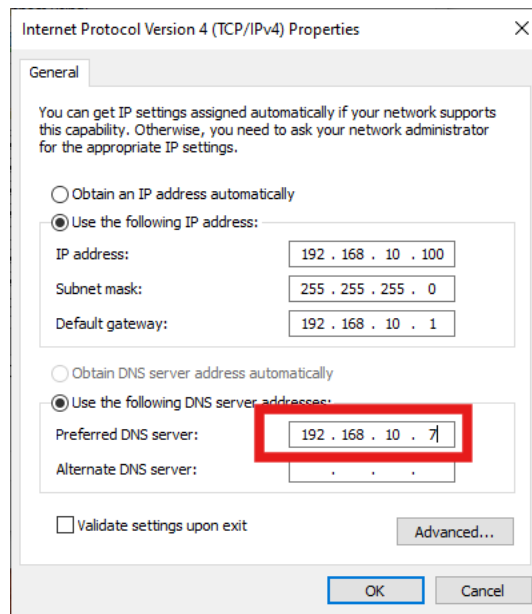 Internet Protocol Version 4 (TCP/IPv4) Properties
General
You can get IP settings assigned automatically if your network supports
this capability. Otherwise, you need to ask your network administrator
for the appropriate IP settings.
Obtain an IP address automatically
Use the following IP address:
IP address: 192 . 168 . 10 . 100
Subnet mask: 255 . 255 . 255 . 0
Default gateway: 192 . 168 . 10 . 1
Obtain DNS server address automatically
Use the following DNS server addresses:
Preferred DNS server: 192 . 168 . 10 . 7
Alternate DNS server: . . .
Validate settings upon exit
Advanced...
OK Cancel